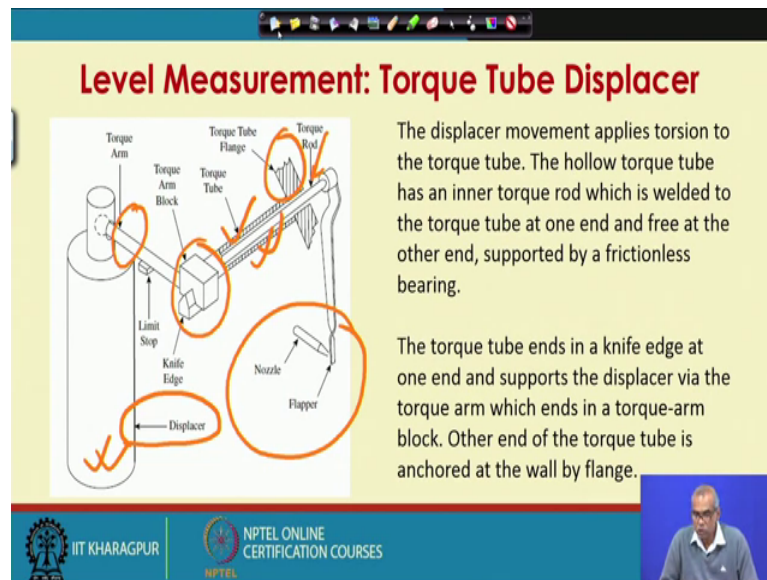 Level Measurement: Torque Tube Displacer
Torque
Arm
Torque
Arm
Block
Torque
Tube
Torque Tube
Flange
Torque
Rod
Limit
Stop
Knife
Edge
Nozzle
Flapper
Displacer
The displacer movement applies torsion to
the torque tube. The hollow torque tube
has an inner torque rod which is welded to
the torque tube at one end and free at the
other end, supported by a frictionless
bearing.
The torque tube ends in a knife edge at
one end and supports the displacer via the
torque arm which ends in a torque-arm
block. Other end of the torque tube is
anchored at the wall by flange.
IIT KHARAGPUR
NPTEL
NPTEL ONLINE
CERTIFICATION COURSES